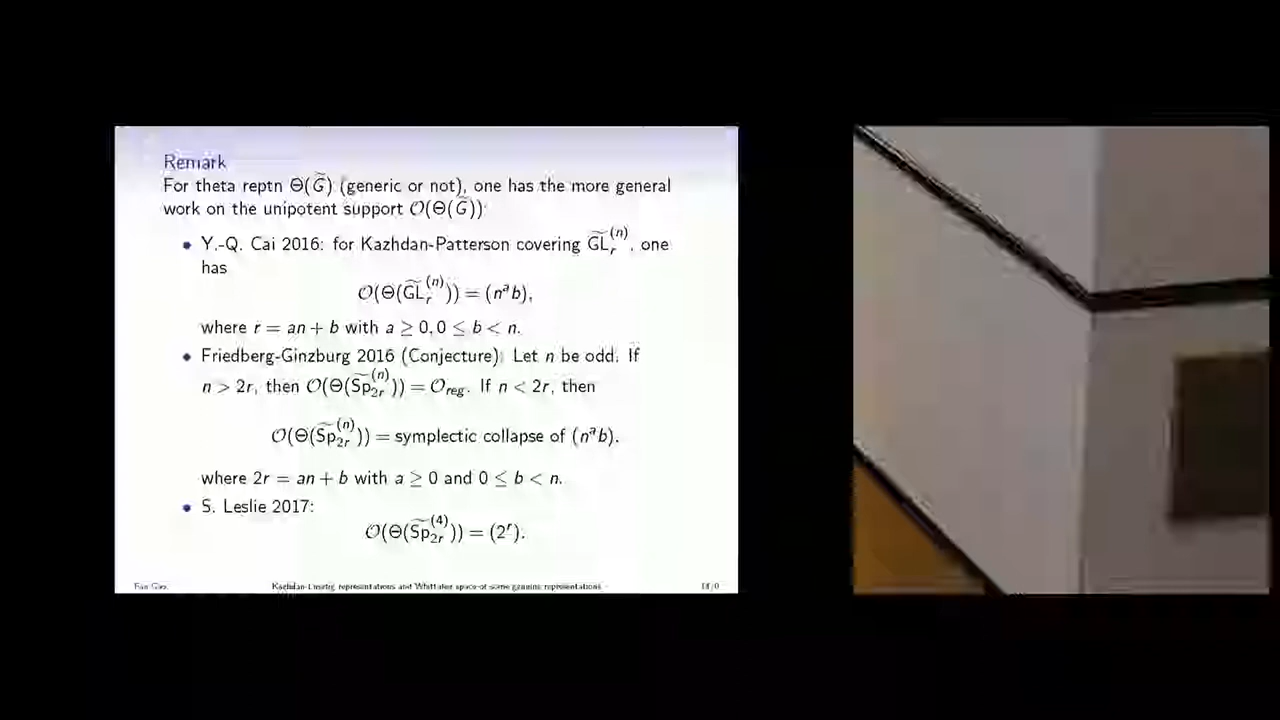 Remark
For theta reptn Θ(G̃) (generic or not), one has the more general
work on the unipotent support 𝒪(Θ(G̃)):
• Y.-Q. Cai 2016: for Kazhdan-Patterson covering G̃L_r^(n), one
has
𝒪(Θ(G̃L_r^(n))) = (n^a b),
where r = an + b with a ≥ 0, 0 ≤ b < n.
• Friedberg-Ginzburg 2016 (Conjecture): Let n be odd. If
n > 2r, then 𝒪(Θ(S̃p_2r^(n))) = 𝒪_reg. If n < 2r, then
𝒪(Θ(S̃p_2r^(n))) = symplectic collapse of (n^a b).
where 2r = an + b with a ≥ 0 and 0 ≤ b < n.
• S. Leslie 2017:
𝒪(Θ(S̃p_2r^(4))) = (2^r).
Fan Gao Kazhdan-Lusztig representations and Whittaker space of some genuine representations